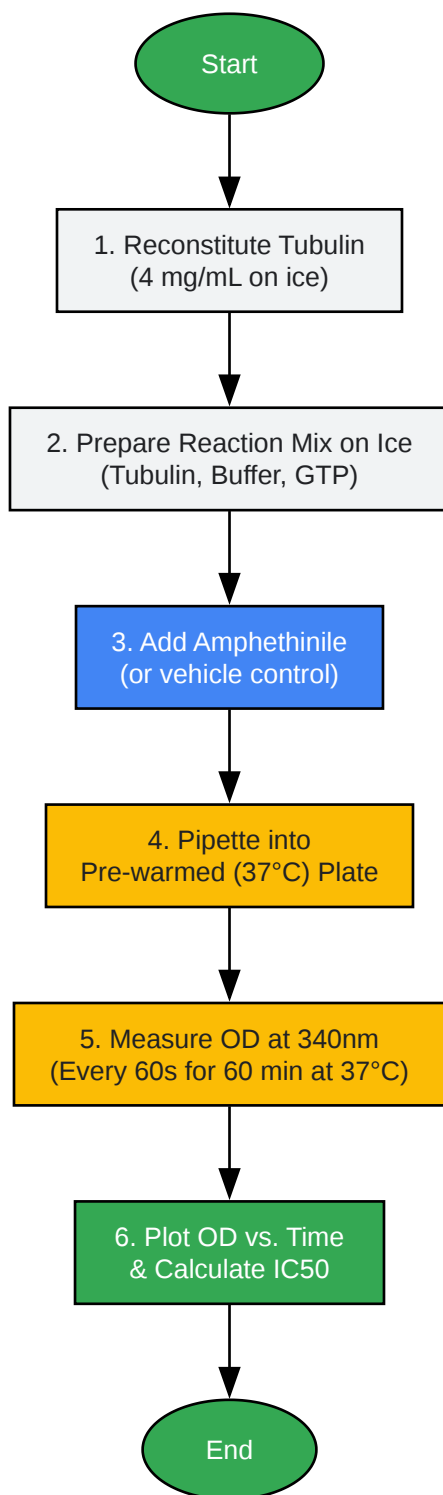 Start
1. Reconstitute Tubulin
(4 mg/mL on ice)
2. Prepare Reaction Mix on Ice
(Tubulin, Buffer, GTP)
3. Add Amphethinile
(or vehicle control)
4. Pipette into
Pre-warmed (37°C) Plate
5. Measure OD at 340nm
(Every 60s for 60 min at 37°C)
6. Plot OD vs. Time
& Calculate IC50
End